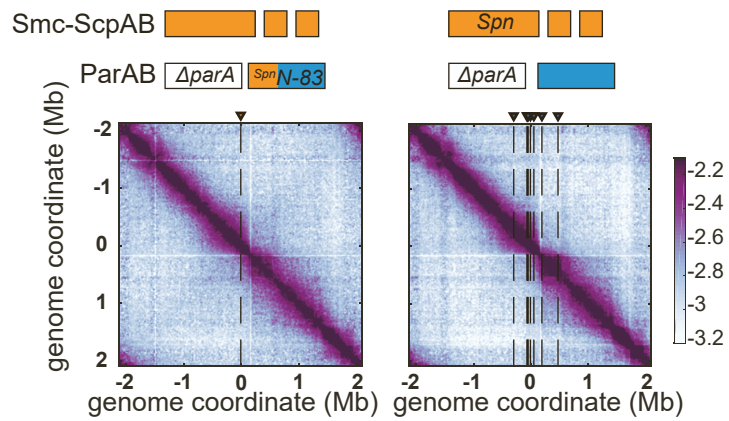 Smc-ScpAB Spn
ParAB ΔparA SpnN-83 ΔparA
genome coordinate (Mb)
-2
-1
0
1
2
-2.2
-2.4
-2.6
-2.8
-3
-3.2
-2 -1 0 1 2 -2 -1 0 1 2
genome coordinate (Mb) genome coordinate (Mb)